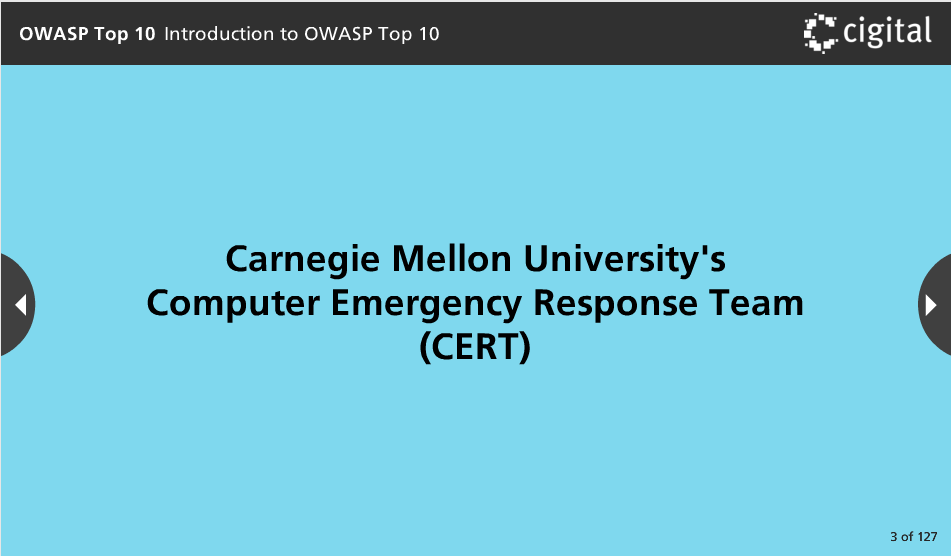 OWASP Top 10 Introduction to OWASP Top 10
cigital
Carnegie Mellon University's
Computer Emergency Response Team
(CERT)
3 of 127